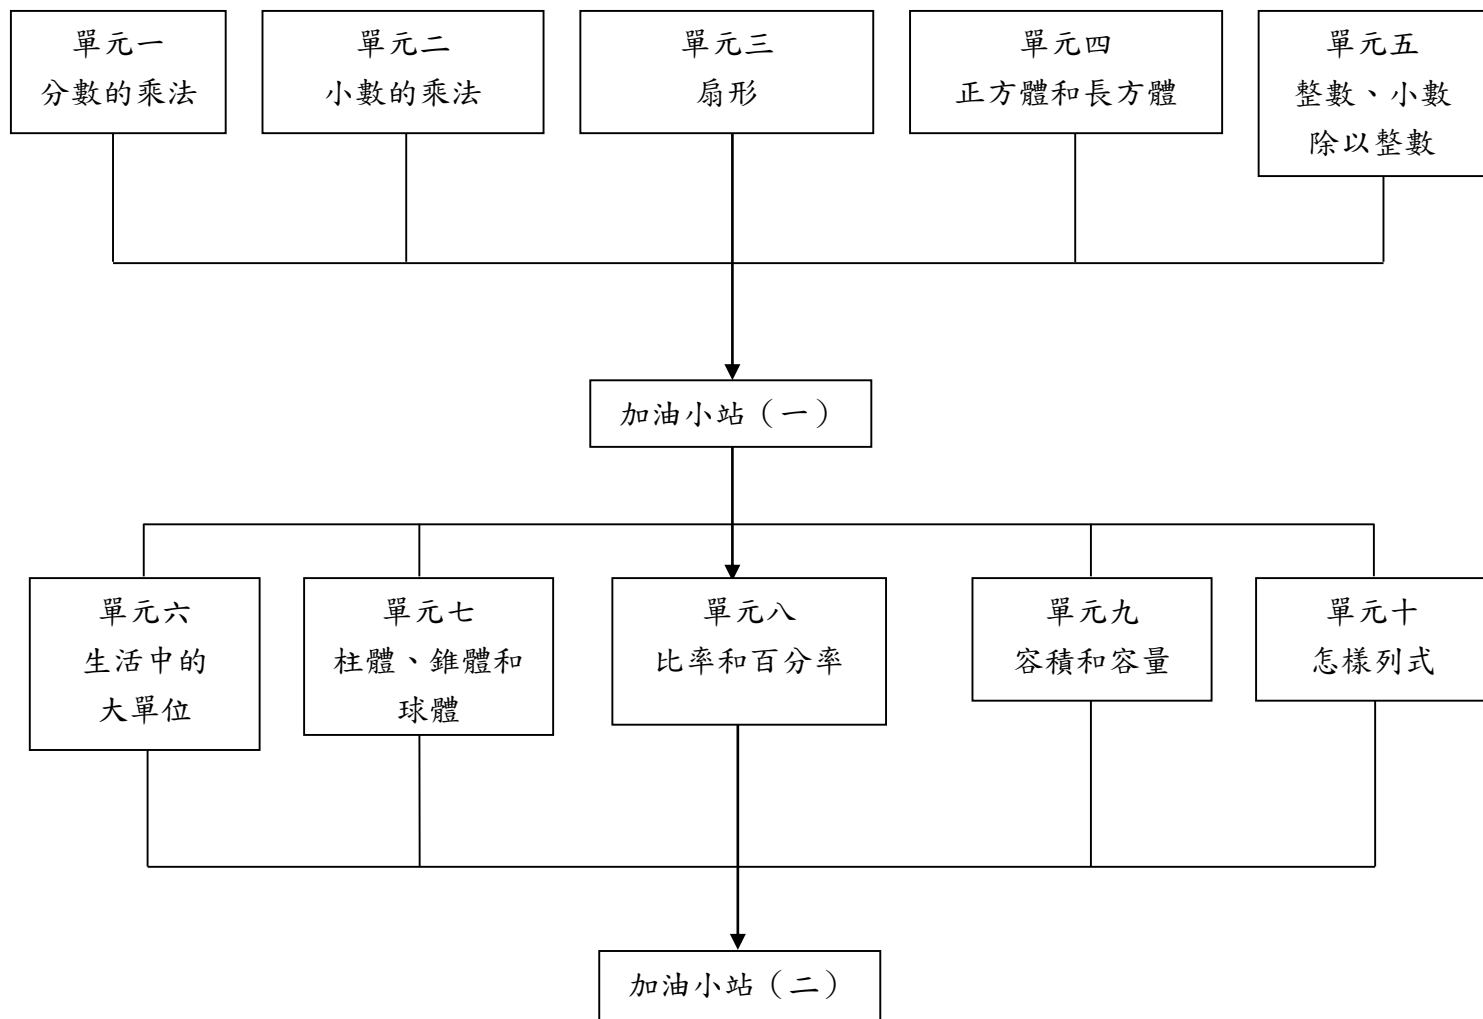 單元一
分數的乘法
單元二
小數的乘法
單元三
扇形
單元四
正方體和長方體
單元五
整數、小數
除以整數
加油小站（一）
單元六
生活中的
大單位
單元七
柱體、錐體和
球體
單元八
比率和百分率
單元九
容積和容量
單元十
怎樣列式
加油小站（二）